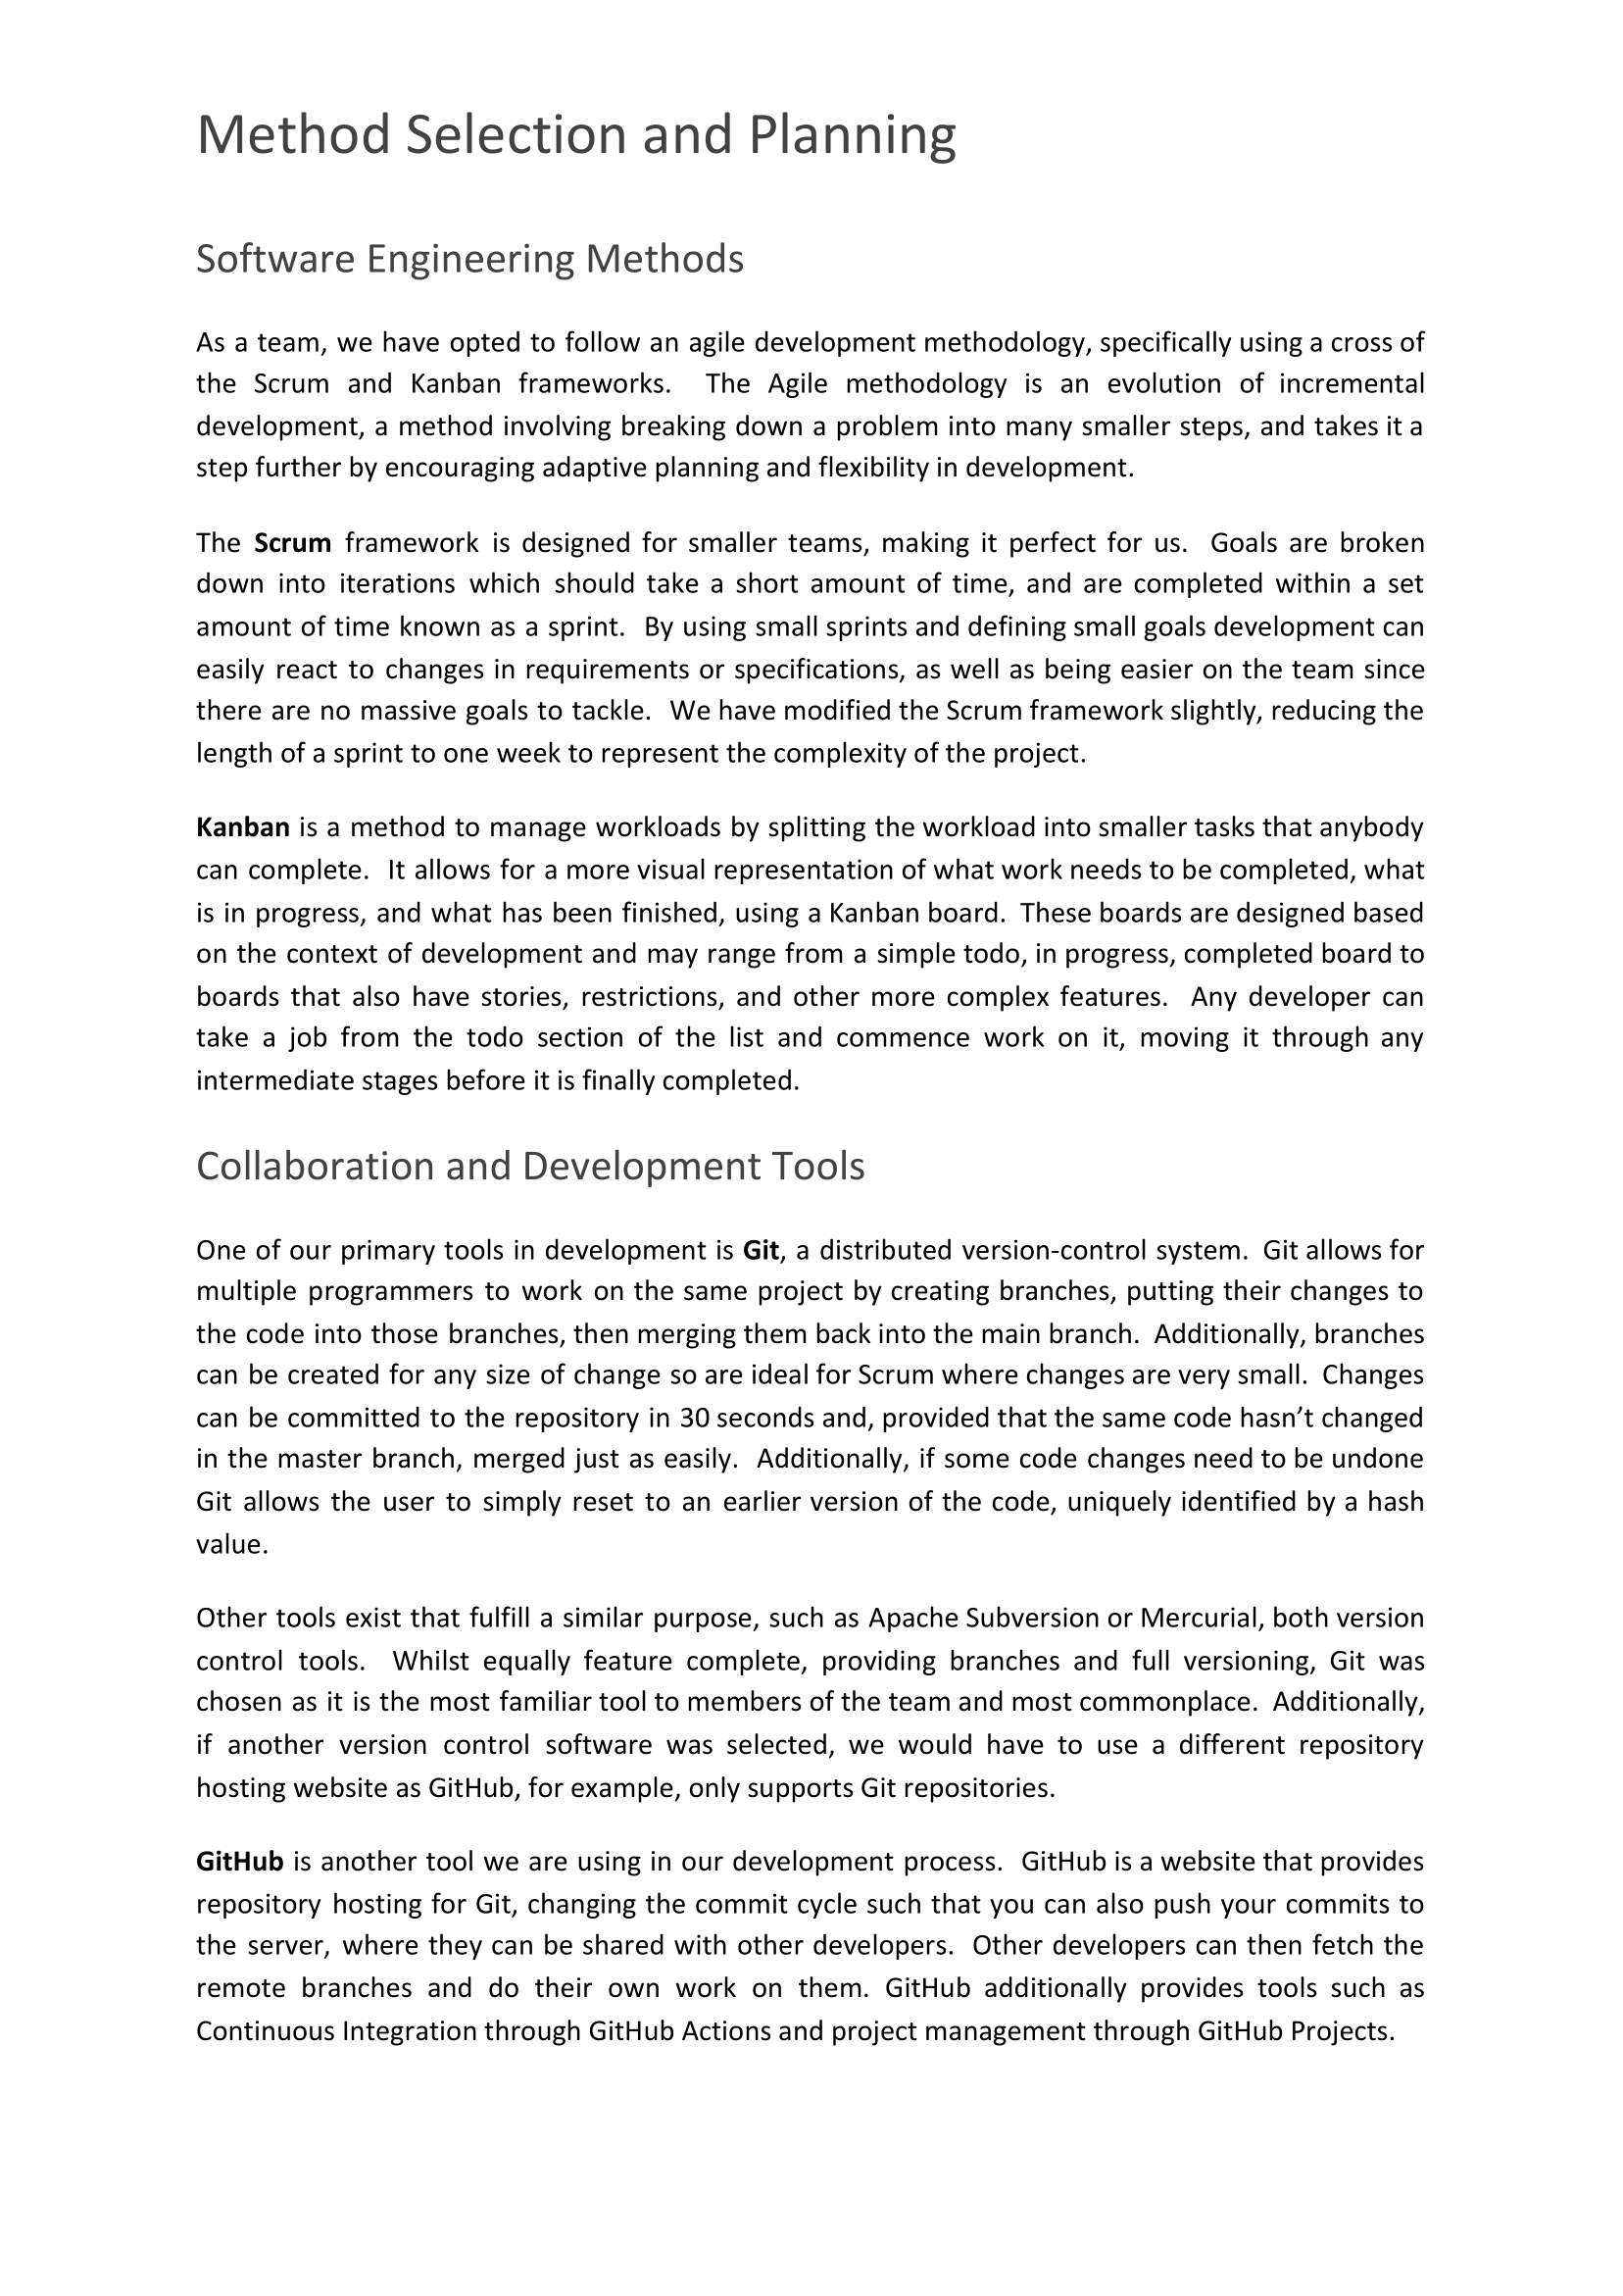 Method Selection and Planning
Software Engineering Methods
As a team, we have opted to follow an agile development methodology, specifically using a cross of
the Scrum and Kanban frameworks.  The Agile methodology is an evolution of incremental
development, a method involving breaking down a problem into many smaller steps, and takes it a
step further by encouraging adaptive planning and flexibility in development.
The Scrum framework is designed for smaller teams, making it perfect for us.  Goals are broken
down into iterations which should take a short amount of time, and are completed within a set
amount of time known as a sprint.  By using small sprints and defining small goals development can
easily react to changes in requirements or specifications, as well as being easier on the team since
there are no massive goals to tackle.  We have modified the Scrum framework slightly, reducing the
length of a sprint to one week to represent the complexity of the project.
Kanban is a method to manage workloads by splitting the workload into smaller tasks that anybody
can complete.  It allows for a more visual representation of what work needs to be completed, what
is in progress, and what has been finished, using a Kanban board.  These boards are designed based
on the context of development and may range from a simple todo, in progress, completed board to
boards that also have stories, restrictions, and other more complex features.  Any developer can
take a job from the todo section of the list and commence work on it, moving it through any
intermediate stages before it is finally completed.
Collaboration and Development Tools
One of our primary tools in development is Git, a distributed version-control system.  Git allows for
multiple programmers to work on the same project by creating branches, putting their changes to
the code into those branches, then merging them back into the main branch.  Additionally, branches
can be created for any size of change so are ideal for Scrum where changes are very small.  Changes
can be committed to the repository in 30 seconds and, provided that the same code hasn’t changed
in the master branch, merged just as easily.  Additionally, if some code changes need to be undone
Git allows the user to simply reset to an earlier version of the code, uniquely identified by a hash
value.
Other tools exist that fulfill a similar purpose, such as Apache Subversion or Mercurial, both version
control tools.  Whilst equally feature complete, providing branches and full versioning, Git was
chosen as it is the most familiar tool to members of the team and most commonplace.  Additionally,
if another version control software was selected, we would have to use a different repository
hosting website as GitHub, for example, only supports Git repositories.
GitHub is another tool we are using in our development process.  GitHub is a website that provides
repository hosting for Git, changing the commit cycle such that you can also push your commits to
the server, where they can be shared with other developers.  Other developers can then fetch the
remote branches and do their own work on them. GitHub additionally provides tools such as
Continuous Integration through GitHub Actions and project management through GitHub Projects.